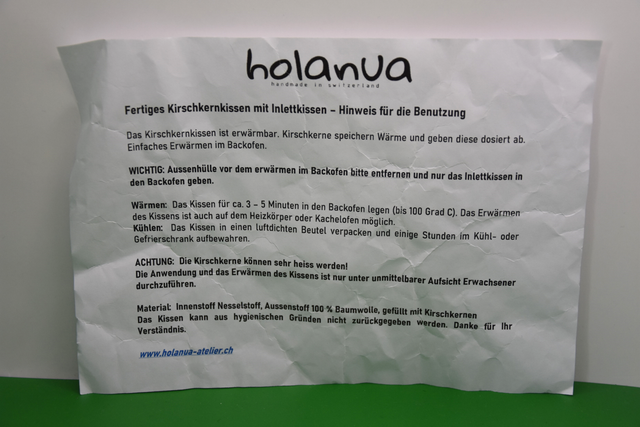 holanua
handmade in switzerland
Fertiges Kirschkernkissen mit Inlettkissen – Hinweis für die Benutzung
Das Kirschkernkissen ist erwärmbar. Kirschkerne speichern Wärme und geben diese dosiert ab.
Einfaches Erwärmen im Backofen.
WICHTIG: Aussenhülle vor dem erwärmen im Backofen bitte entfernen und nur das Inlettkissen in
den Backofen geben.
Wärmen: Das Kissen für ca. 3 – 5 Minuten in den Backofen legen (bis 100 Grad C). Das Erwärmen
des Kissens ist auch auf dem Heizkörper oder Kachelofen möglich.
Kühlen: Das Kissen in einen luftdichten Beutel verpacken und einige Stunden im Kühl- oder
Gefrierschrank aufbewahren.
ACHTUNG: Die Kirschkerne können sehr heiss werden!
Die Anwendung und das Erwärmen des Kissens ist nur unter unmittelbarer Aufsicht Erwachsener
durchzuführen.
Material: Innenstoff Nesselstoff, Aussenstoff 100 % Baumwolle, gefüllt mit Kirschkernen
Das Kissen kann aus hygienischen Gründen nicht zurückgegeben werden. Danke für Ihr
Verständnis.
www.holanua-atelier.ch